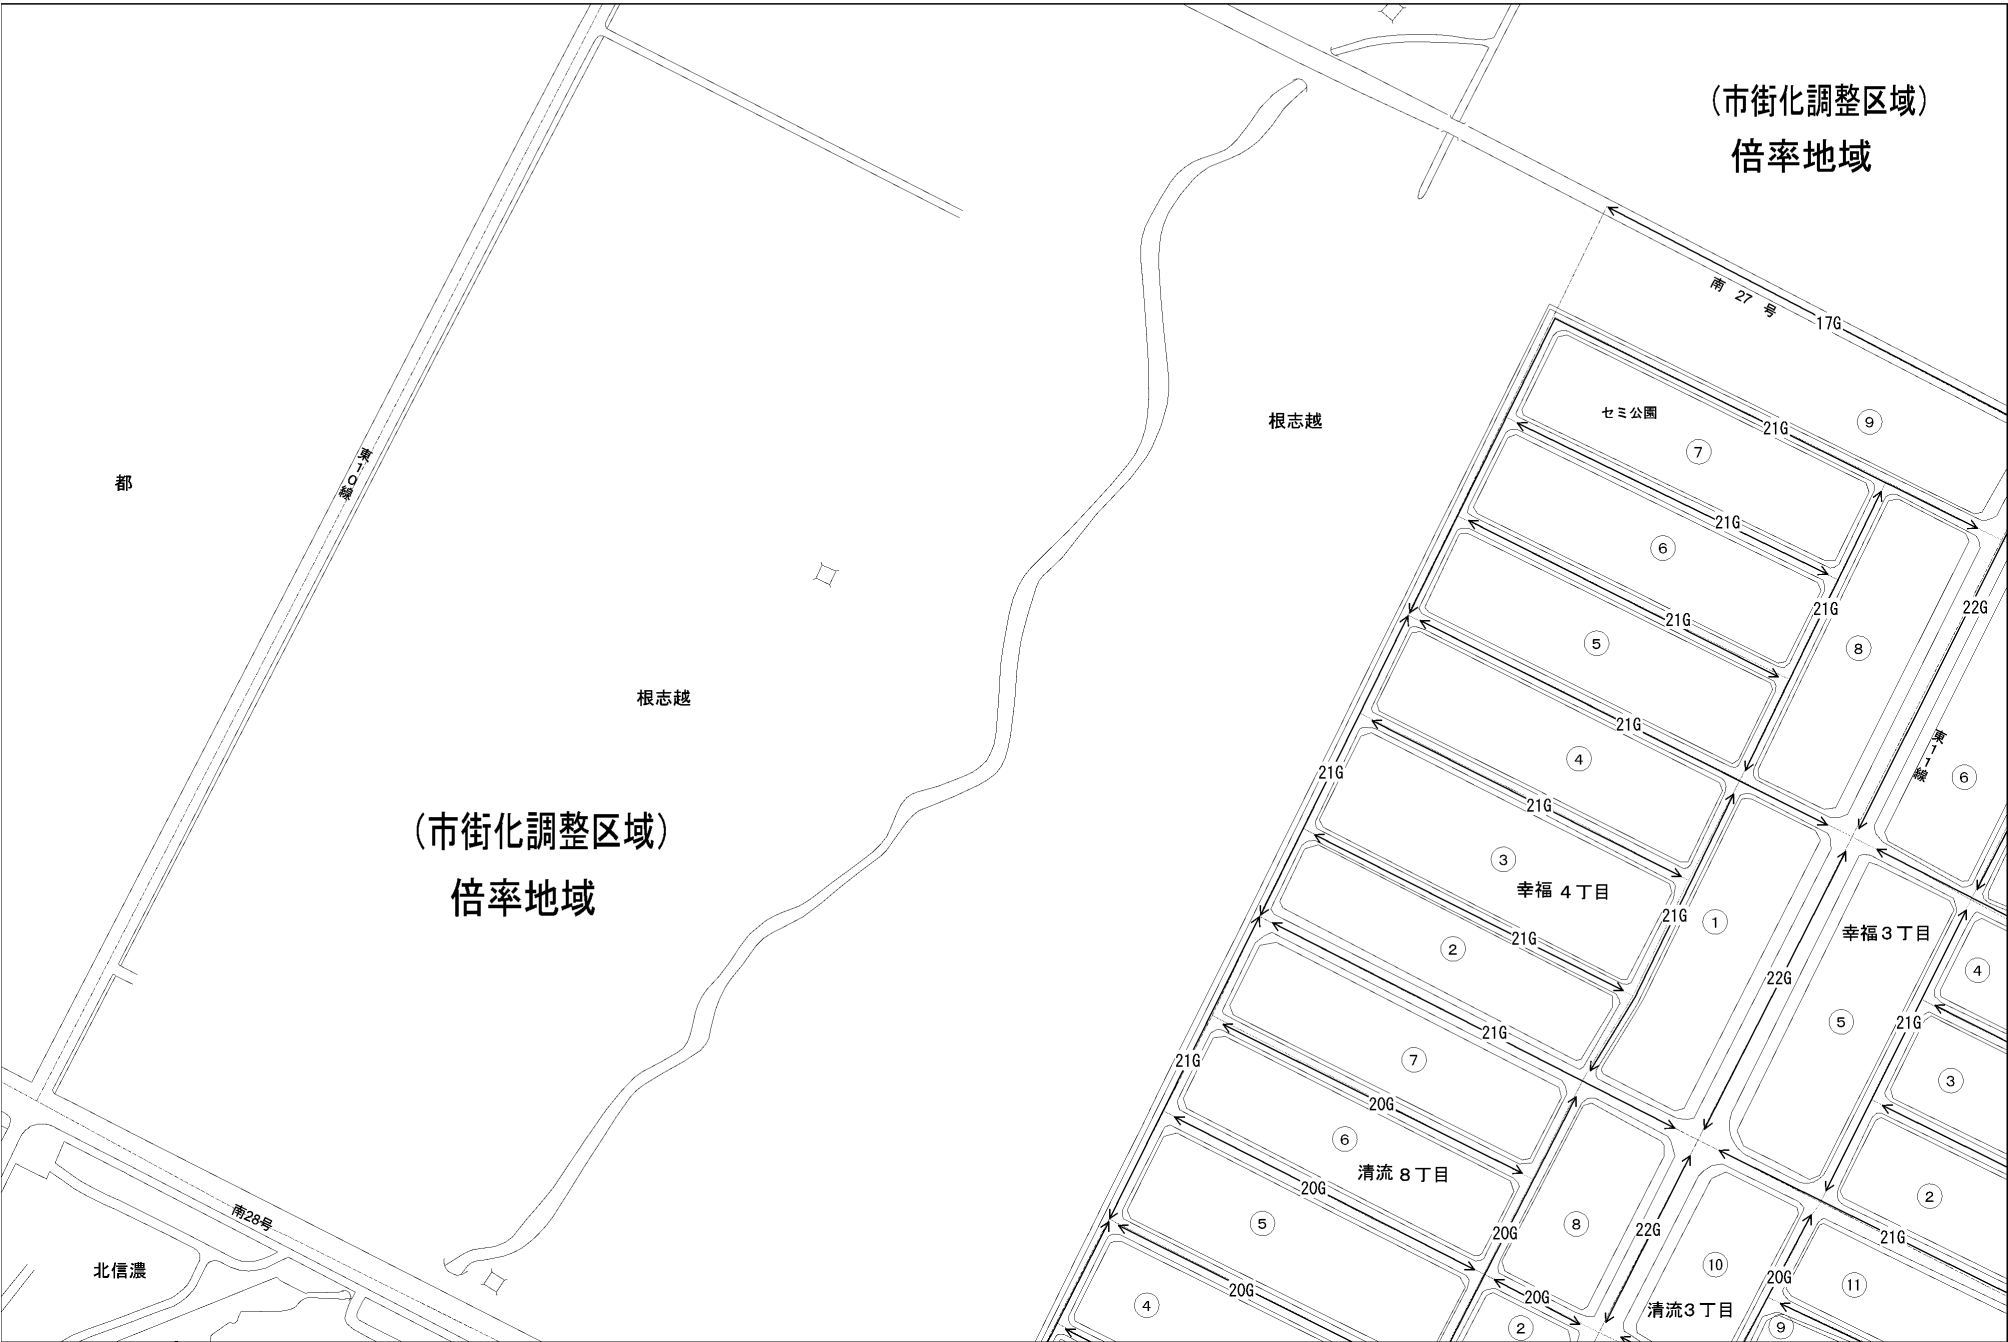 （市街化調整区域）
倍率地域
南 27 号
17G
根志越
セミ公園
21G
⑨
⑦
都
東10線
21G
⑥
21G
21G
22G
⑤
⑧
根志越
21G
④
東11線
⑥
21G
21G
（市街化調整区域）
倍率地域
③
幸福 4 丁目
21G
①
幸福3丁目
21G
②
④
22G
21G
⑤
21G
⑦
21G
③
20G
⑥
清流 8 丁目
20G
②
南28号
⑤
⑧
22G
20G
21G
北信濃
⑩
20G
⑪
20G
20G
④
清流3丁目
②
⑨